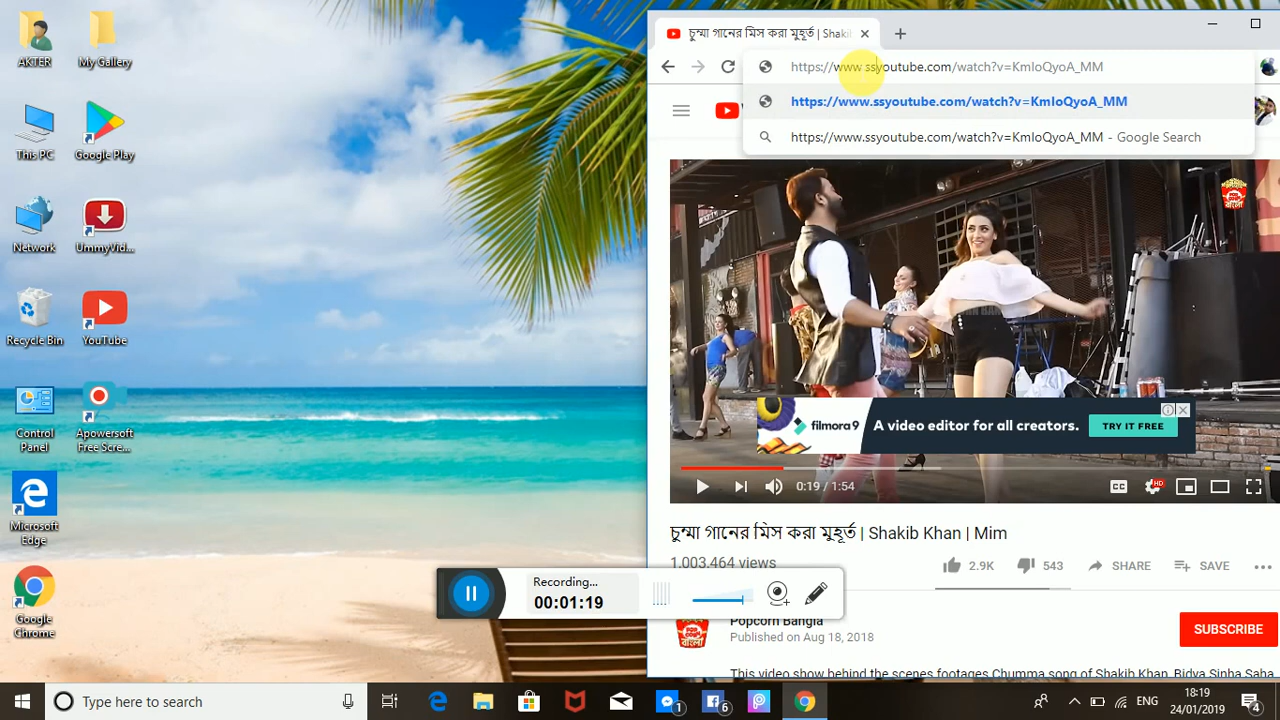 AKTER
My Gallery
This PC
Google Play
Network
UmmyVid...
Recycle Bin
YouTube
Control Panel
Apowersoft Free Scre...
Microsoft Edge
Google Chrome
চুম্মা গানের মিস করা মুহূর্ত | Shakib
https://www.ssyoutube.com/watch?v=KmIoQyoA_MM
https://www.ssyoutube.com/watch?v=KmIoQyoA_MM
https://www.ssyoutube.com/watch?v=KmIoQyoA_MM - Google Search
filmora9 A video editor for all creators. TRY IT FREE
0:19 / 1:54
CC HD
চুম্মা গানের মিস করা মুহূর্ত | Shakib Khan | Mim
1,003,464 views
2.9K 543 SHARE SAVE
Recording...
00:01:19
Popcorn Bangla
Published on Aug 18, 2018
SUBSCRIBE
This video show behind the scenes footages Chumma song of Shakib Khan, Bidya Sinha Saha
Type here to search
1
6
ENG
18:19
24/01/2019
4